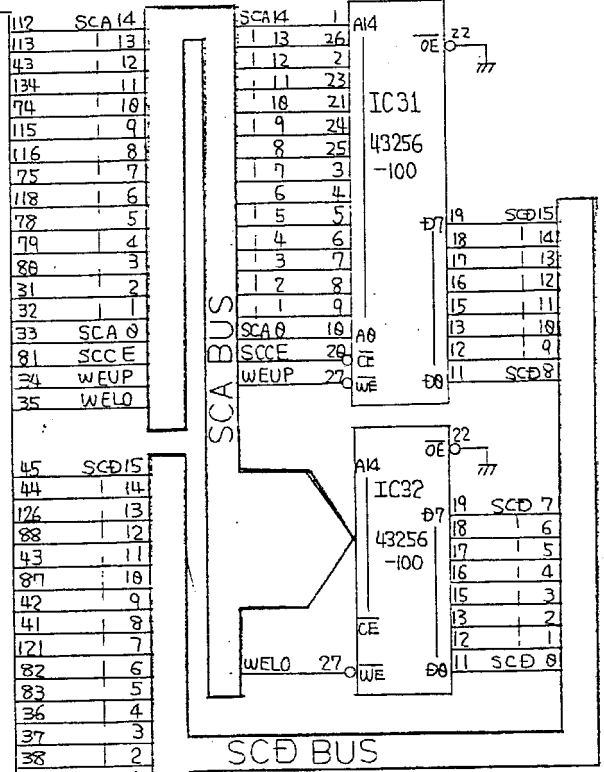 112 SCA 14
113 13
43 12
134 11
74 10
115 9
116 8
75 7
118 6
78 5
79 4
80 3
31 2
32 1
33 SCA 0
81 SCCE
34 WEUP
35 WELO
45 SCD15
44 14
126 13
88 12
43 11
87 10
42 9
41 8
121 7
82 6
83 5
36 4
37 3
38 2
SCA BUS
SCA14 1
13 26
12 2
11 23
10 21
9 24
8 25
7 3
6 4
5 5
4 6
3 7
2 8
1 9
SCA0 10
SCCE 20
WEUP 27
A14
OE 22
IC31
43256
-100
A0
CE
WE
D7
D0
19 SCD15
18 14
17 13
16 12
15 11
13 10
12 9
11 SCD8
A14
OE 22
IC32
43256
-100
CE
WE
D7
D0
19 SCD 7
18 6
17 5
16 4
15 3
13 2
12 1
11 SCD 0
WELO 27
SCD BUS